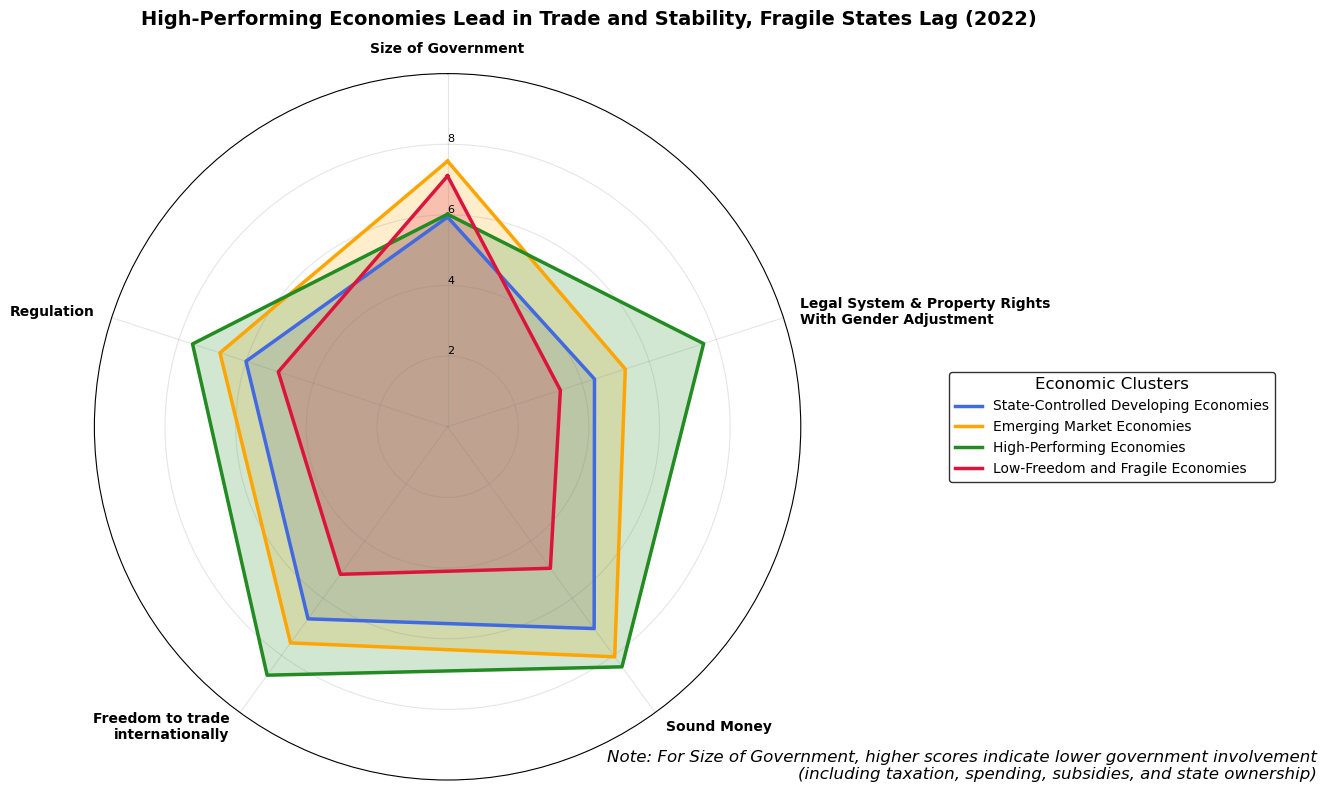 High-Performing Economies Lead in Trade and Stability, Fragile States Lag (2022)
Size of Government
8
6
4
2
Legal System & Property Rights
With Gender Adjustment
Regulation
Economic Clusters
State-Controlled Developing Economies
Emerging Market Economies
High-Performing Economies
Low-Freedom and Fragile Economies
Freedom to trade
internationally
Sound Money
Note: For Size of Government, higher scores indicate lower government involvement
(including taxation, spending, subsidies, and state ownership)